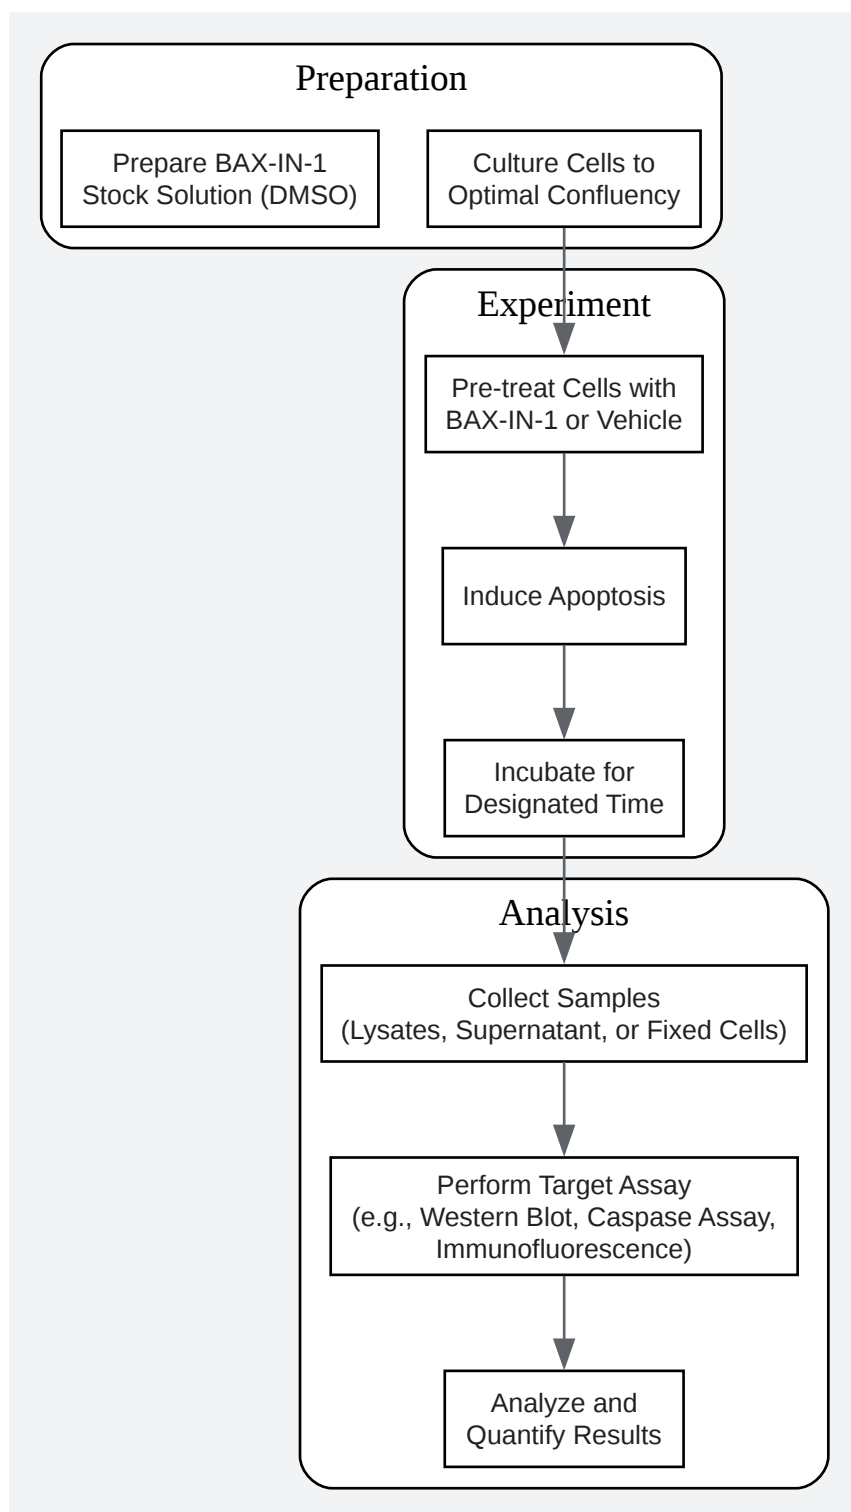 Preparation
Prepare BAX-IN-1
Stock Solution (DMSO)
Culture Cells to
Optimal Confluency
Experiment
Pre-treat Cells with
BAX-IN-1 or Vehicle
Induce Apoptosis
Incubate for
Designated Time
Analysis
Collect Samples
(Lysates, Supernatant, or Fixed Cells)
Perform Target Assay
(e.g., Western Blot, Caspase Assay,
Immunofluorescence)
Analyze and
Quantify Results